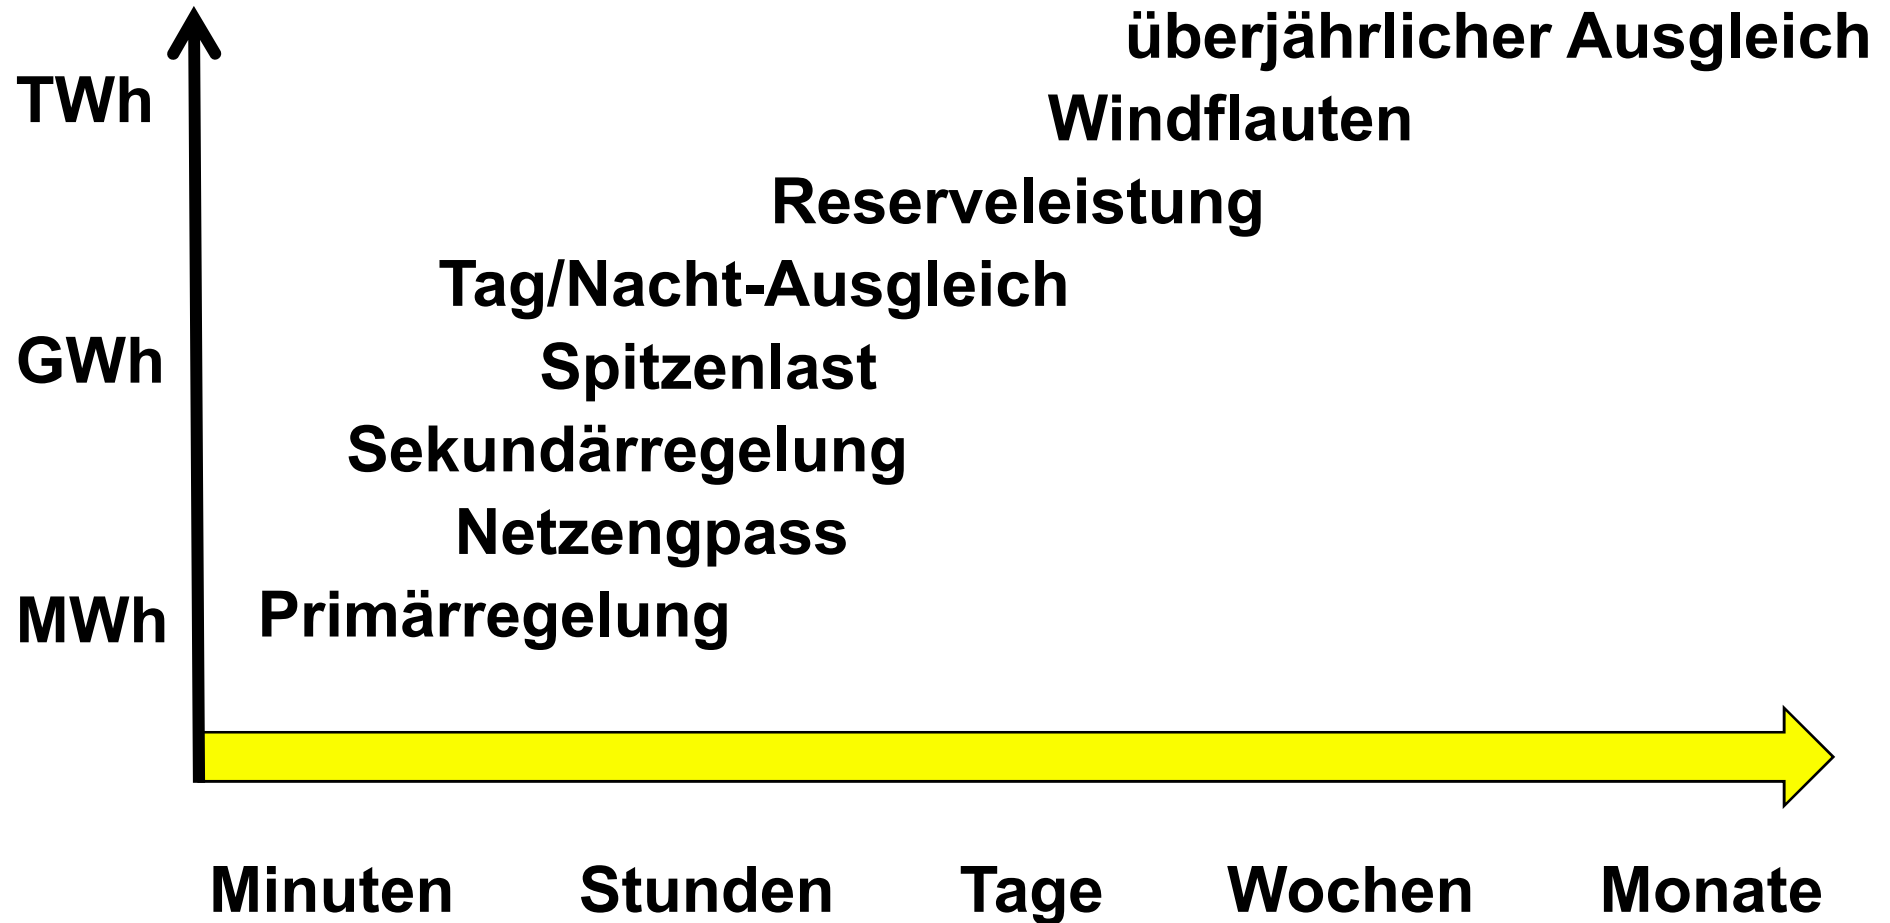 überjährlicher Ausgleich
TWh
Windflauten
Reserveleistung
Tag/Nacht-Ausgleich
GWh
Spitzenlast
Sekundärregelung
Netzengpass
MWh
Primärregelung
Minuten Stunden Tage Wochen Monate